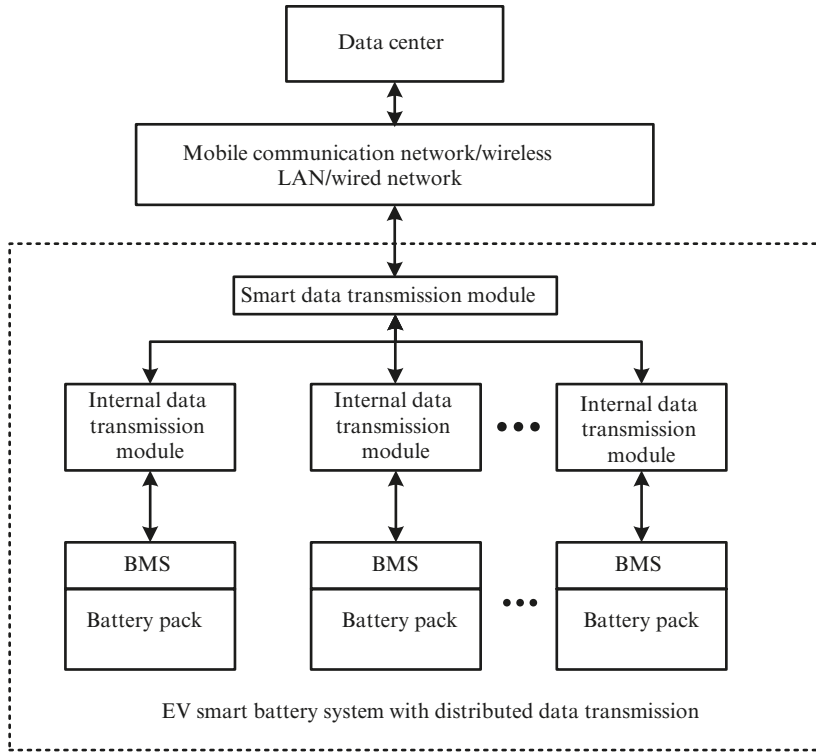 Data center
Mobile communication network/wireless
LAN/wired network
Smart data transmission module
Internal data
transmission
module
Internal data
transmission
module
Internal data
transmission
module
BMS
Battery pack
BMS
Battery pack
BMS
Battery pack
EV smart battery system with distributed data transmission